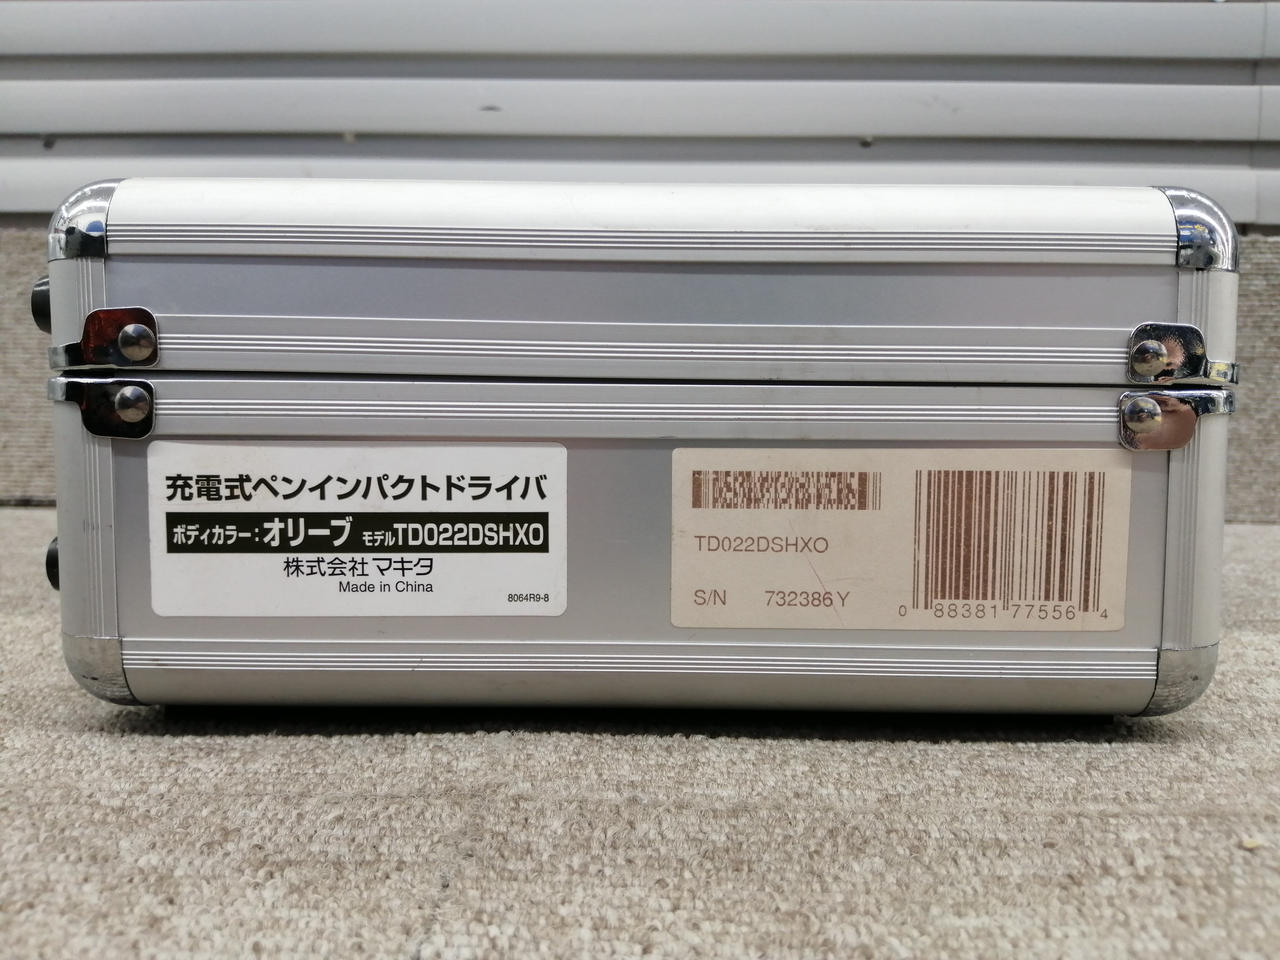 充電式ペンインパクトドライバ
ボディカラー:オリーブ モデルTD022DSHXO
株式会社マキタ
Made in China
8064R9-8
TD022DSHXO
S/N 732386Y
0 88381 77556 4